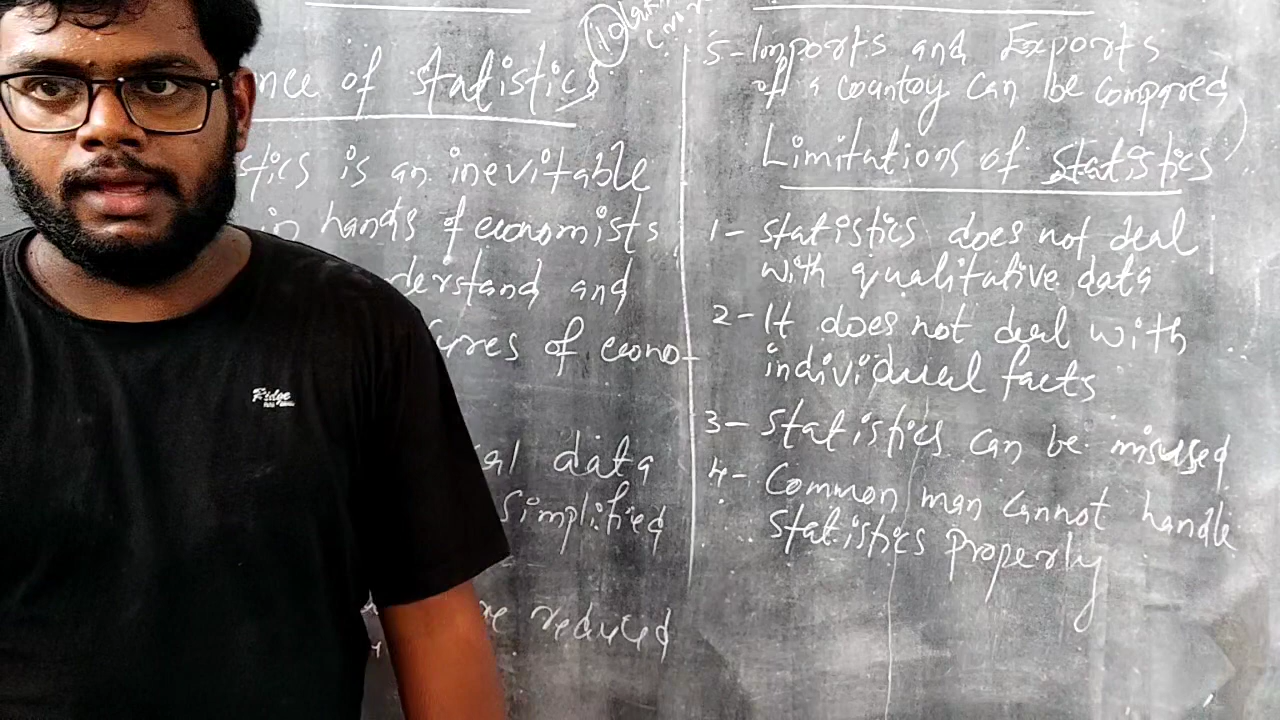 nce of Statistics
stics is an inevitable
in hands of economists,
derstand and
of econo-
al data
Simplified
re reduced
5- Imports and Exports
of a country can be compared
Limitations of Statistics
1- Statistics does not deal
with qualitative data
2- It does not deal with
individual facts
3- Statistics can be misused
4- Common man cannot handle
Statistics properly
Ridge